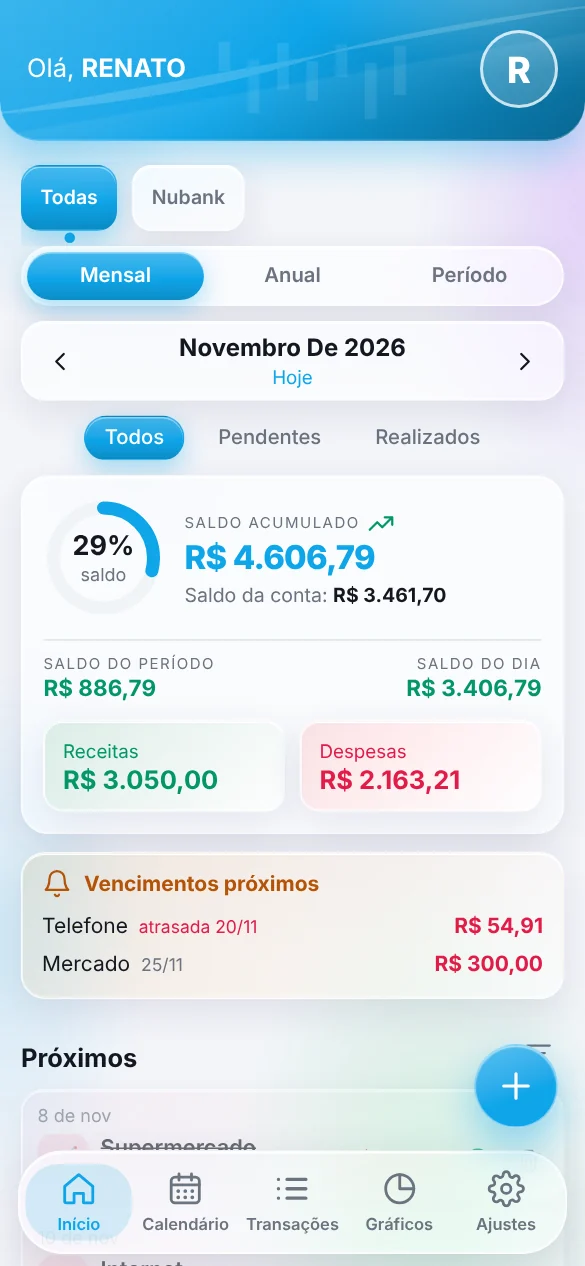 Olá, RENATO
R
Todas
Nubank
Mensal
Anual
Período
Novembro De 2026
Hoje
Todos
Pendentes
Realizados
29%
saldo
SALDO ACUMULADO
R$ 4.606,79
Saldo da conta: R$ 3.461,70
SALDO DO PERÍODO
R$ 886,79
SALDO DO DIA
R$ 3.406,79
Receitas
R$ 3.050,00
Despesas
R$ 2.163,21
Vencimentos próximos
Telefone atrasada 20/11
R$ 54,91
Mercado 25/11
R$ 300,00
Próximos
8 de nov
Supermercado
Início
Calendário
Transações
Gráficos
Ajustes
Internet